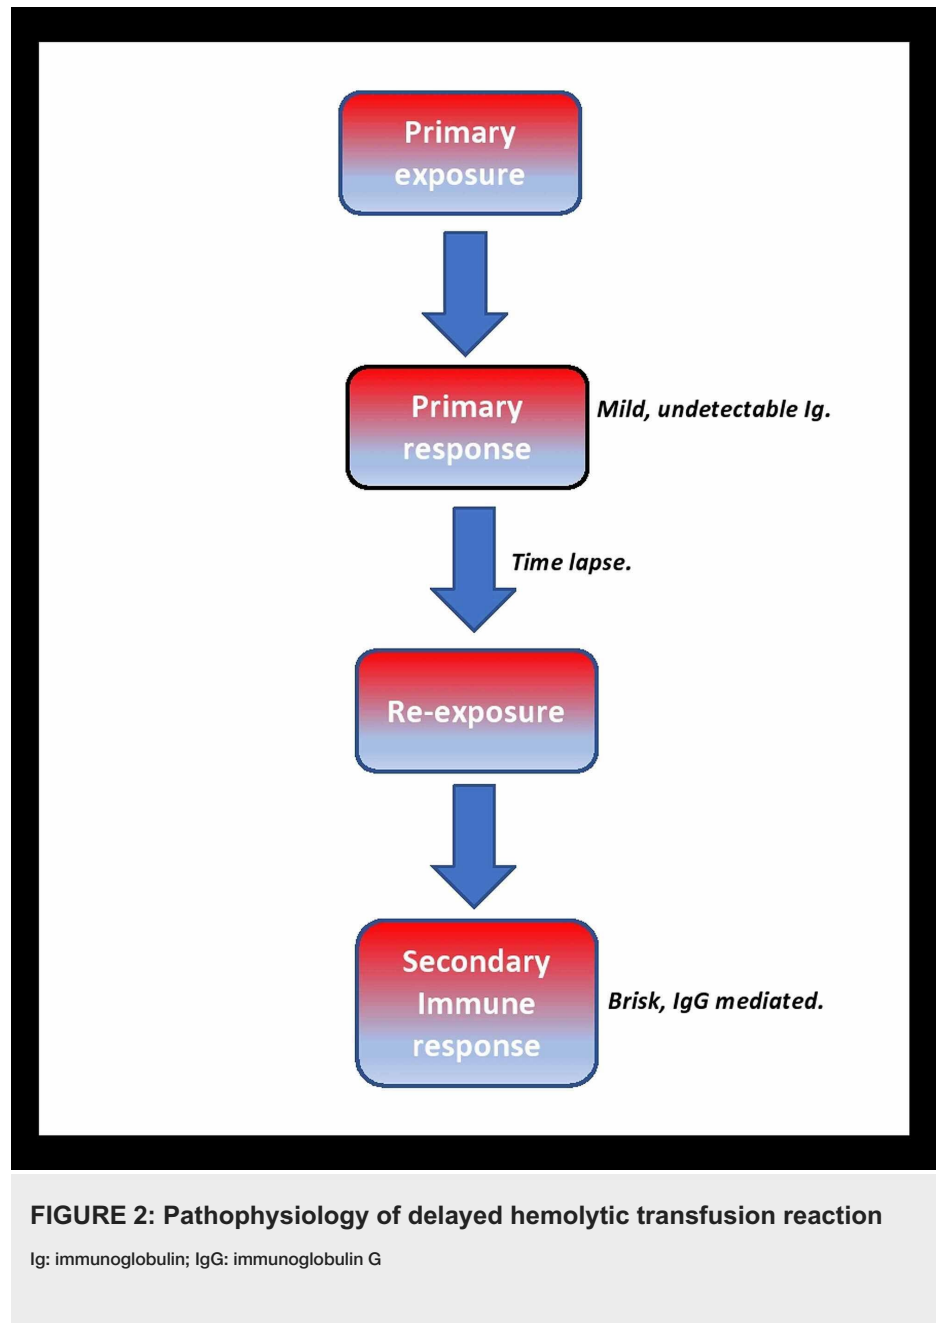 Primary
exposure
Primary
response
Mild, undetectable Ig.
Time lapse.
Re-exposure
Secondary
Immune
response
Brisk, IgG mediated.
FIGURE 2: Pathophysiology of delayed hemolytic transfusion reaction
Ig: immunoglobulin; IgG: immunoglobulin G